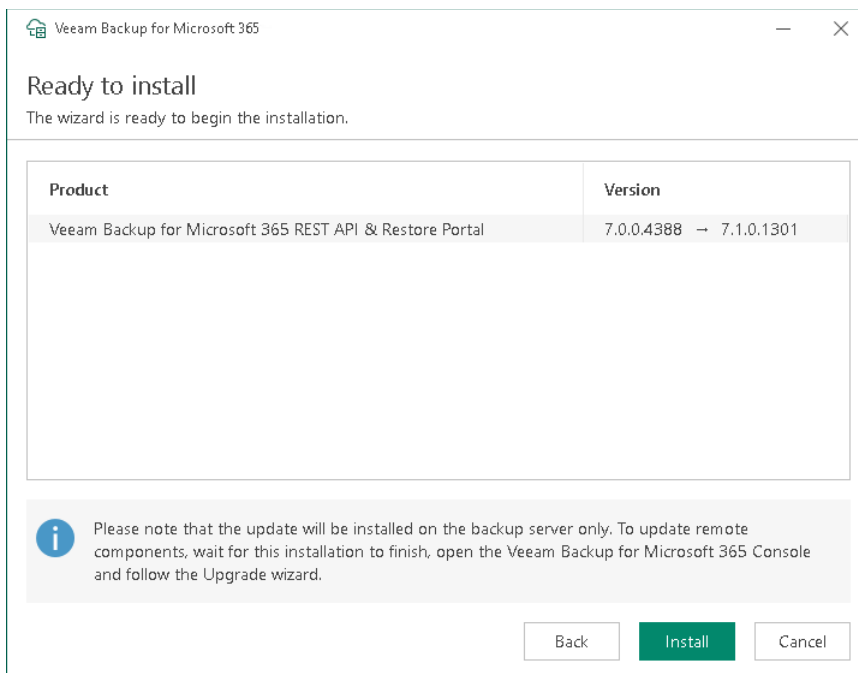 Veeam Backup for Microsoft 365
Ready to install
The wizard is ready to begin the installation.
Product Version
Veeam Backup for Microsoft 365 REST API & Restore Portal 7.0.0.4388 → 7.1.0.1301
Please note that the update will be installed on the backup server only. To update remote
components, wait for this installation to finish, open the Veeam Backup for Microsoft 365 Console
and follow the Upgrade wizard.
Back Install Cancel